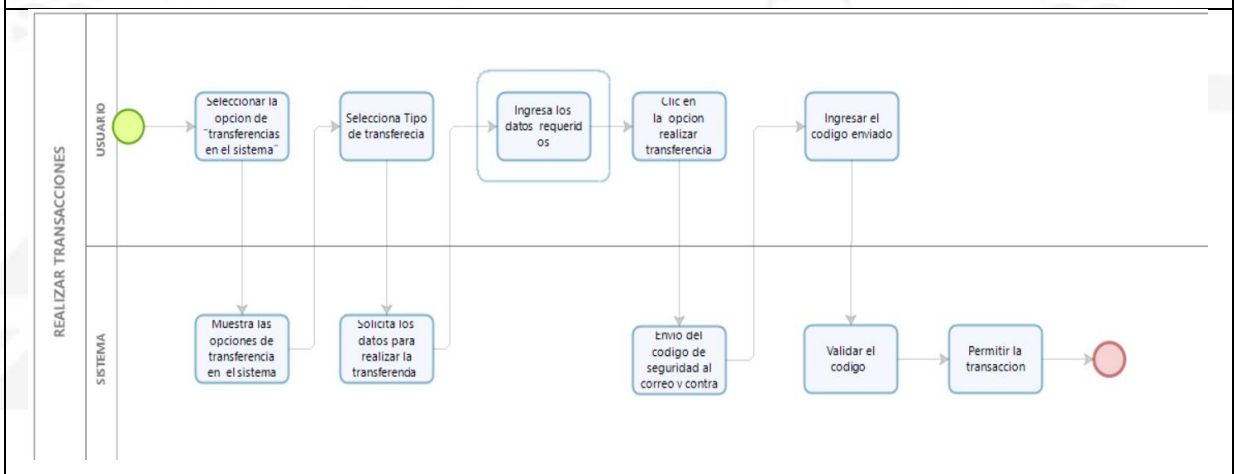 REALIZAR TRANSACCIONES
USUARIO
Seleccionar la
opcion de
¨transferencias
en el sistema¨
Selecciona Tipo
de transferecia
Ingresa los
datos requerid
os
Clic en
la opcion
realizar
transferencia
Ingresar el
codigo enviado
SISTEMA
Muestra las
opciones de
transferencia
en el sistema
Solicita los
datos para
realizar la
transferenda
Envio del
codigo de
seguridad al
correo y contra
Validar el
codigo
Permitir la
transaccion